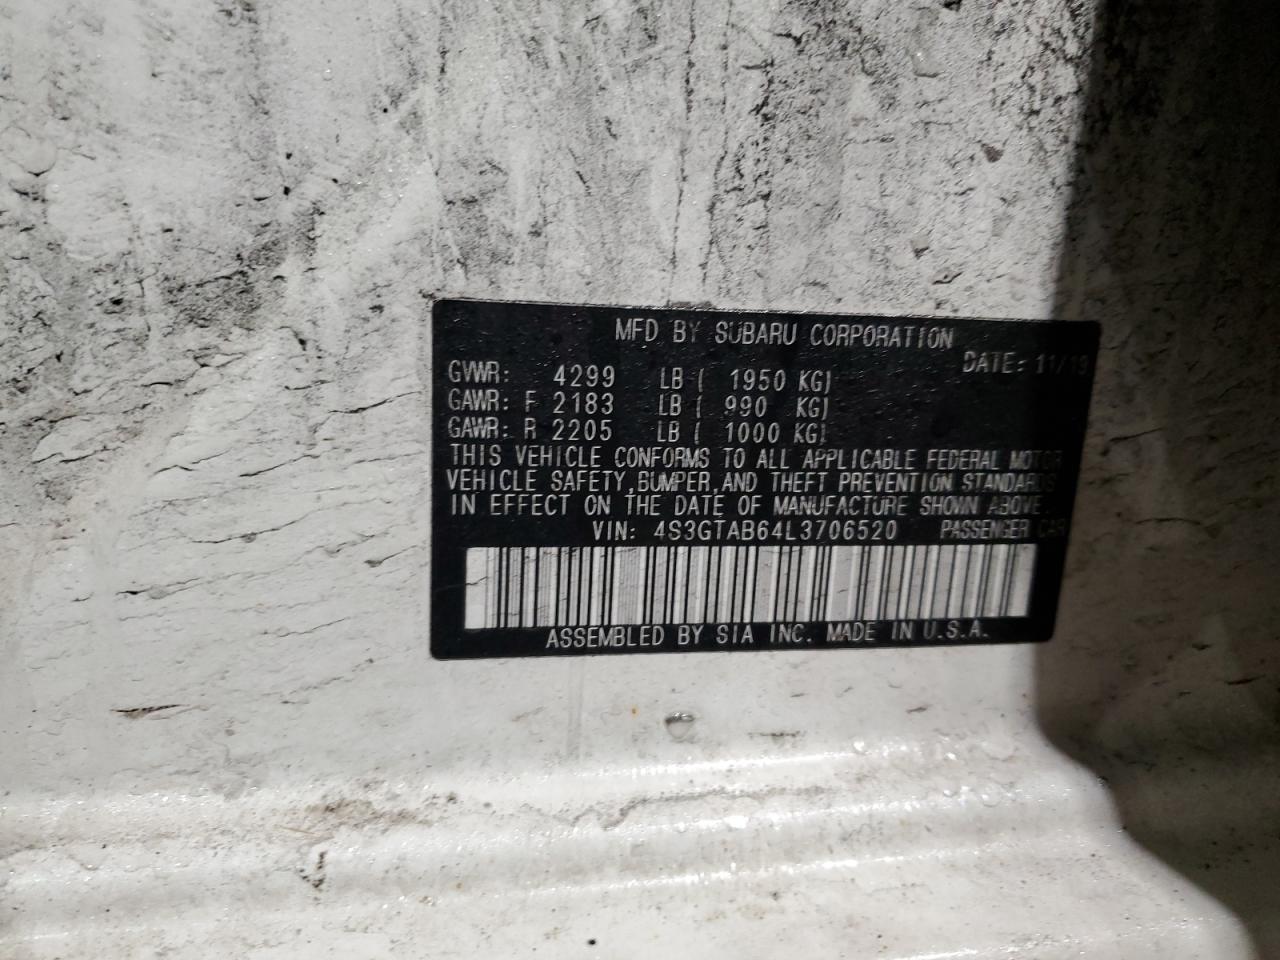 MFD BY SUBARU CORPORATION
DATE: 11/19
GVWR: 4299 LB ( 1950 KG)
GAWR: F 2183 LB ( 990 KG)
GAWR: R 2205 LB ( 1000 KG)
THIS VEHICLE CONFORMS TO ALL APPLICABLE FEDERAL MOTOR
VEHICLE SAFETY,BUMPER,AND THEFT PREVENTION STANDARDS
IN EFFECT ON THE DATE OF MANUFACTURE SHOWN ABOVE.
VIN: 4S3GTAB64L3706520 PASSENGER CAR
ASSEMBLED BY SIA INC. MADE IN U.S.A.